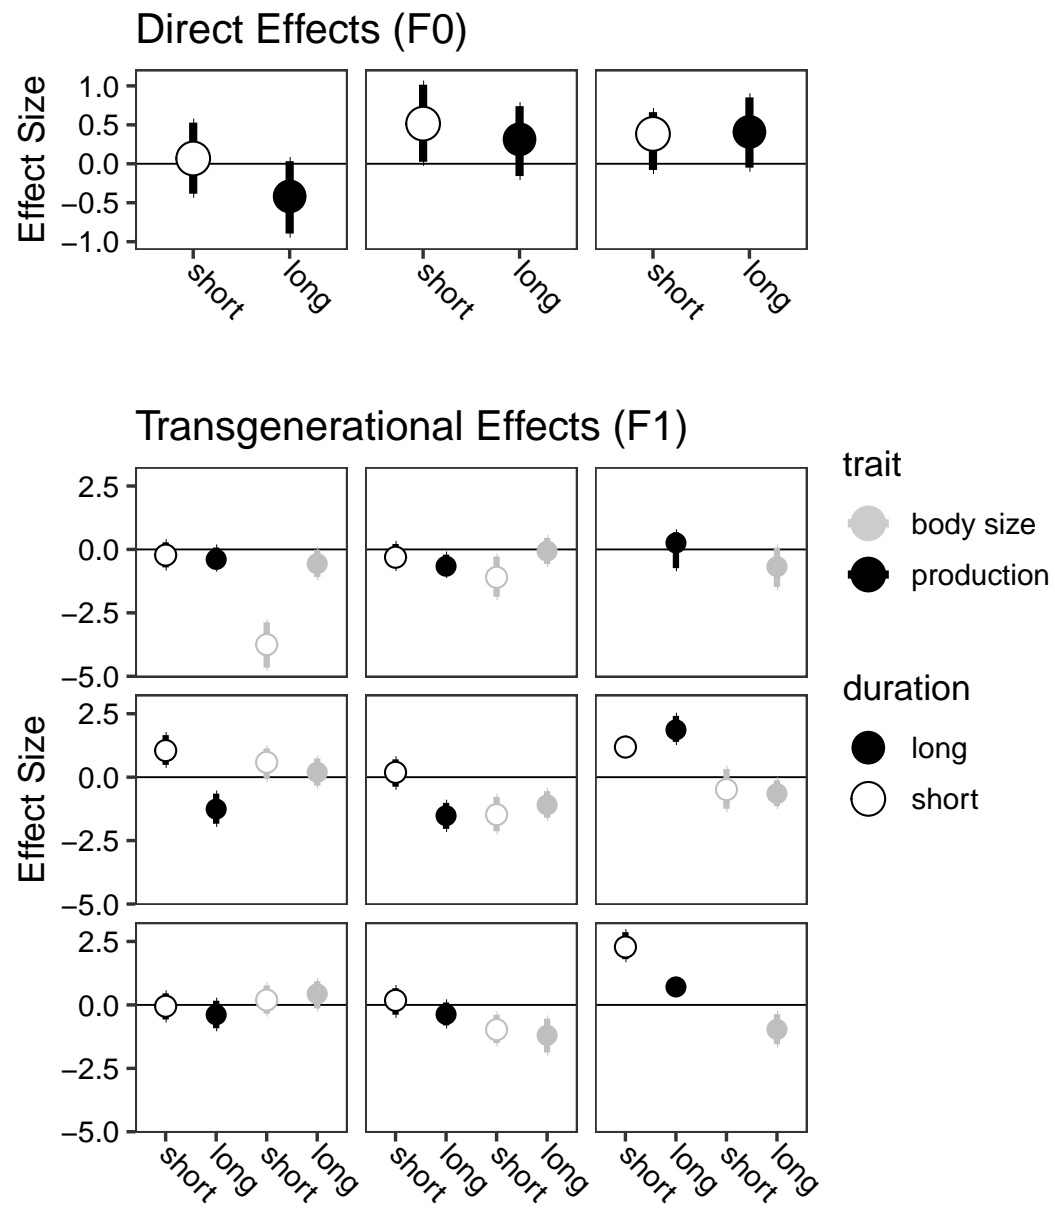 Direct Effects (F0)
Effect Size
1.0
0.5
0.0
−0.5
−1.0
short long short long short long
Transgenerational Effects (F1)
Effect Size
2.5
0.0
−2.5
−5.0
2.5
0.0
−2.5
−5.0
2.5
0.0
−2.5
−5.0
short long short long short long short long short long short long
trait
body size
production
duration
long
short